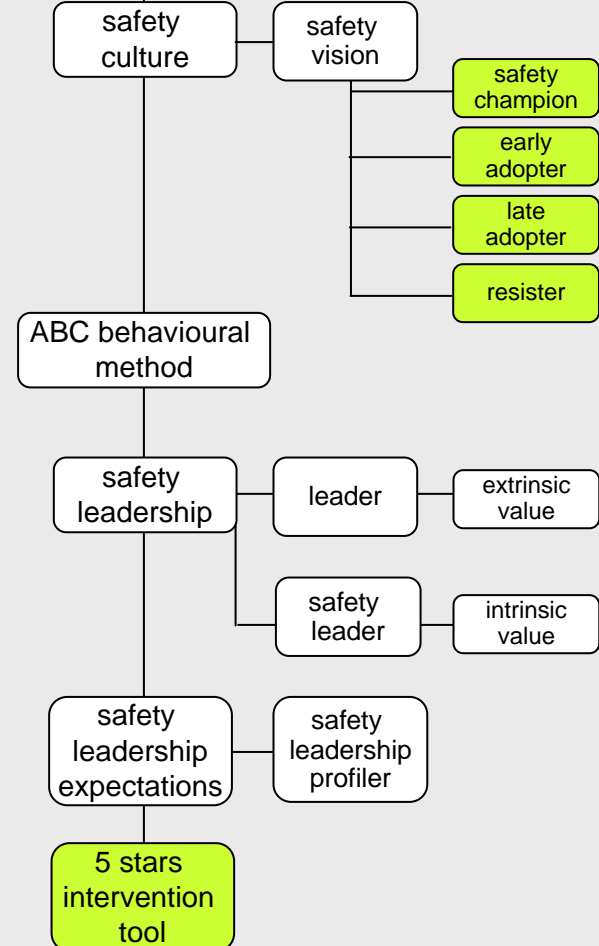 safety
culture
safety
vision
safety
champion
early
adopter
late
adopter
resister
ABC behavioural
method
safety
leadership
leader
extrinsic
value
safety
leader
intrinsic
value
safety
leadership
expectations
safety
leadership
profiler
5 stars
intervention
tool